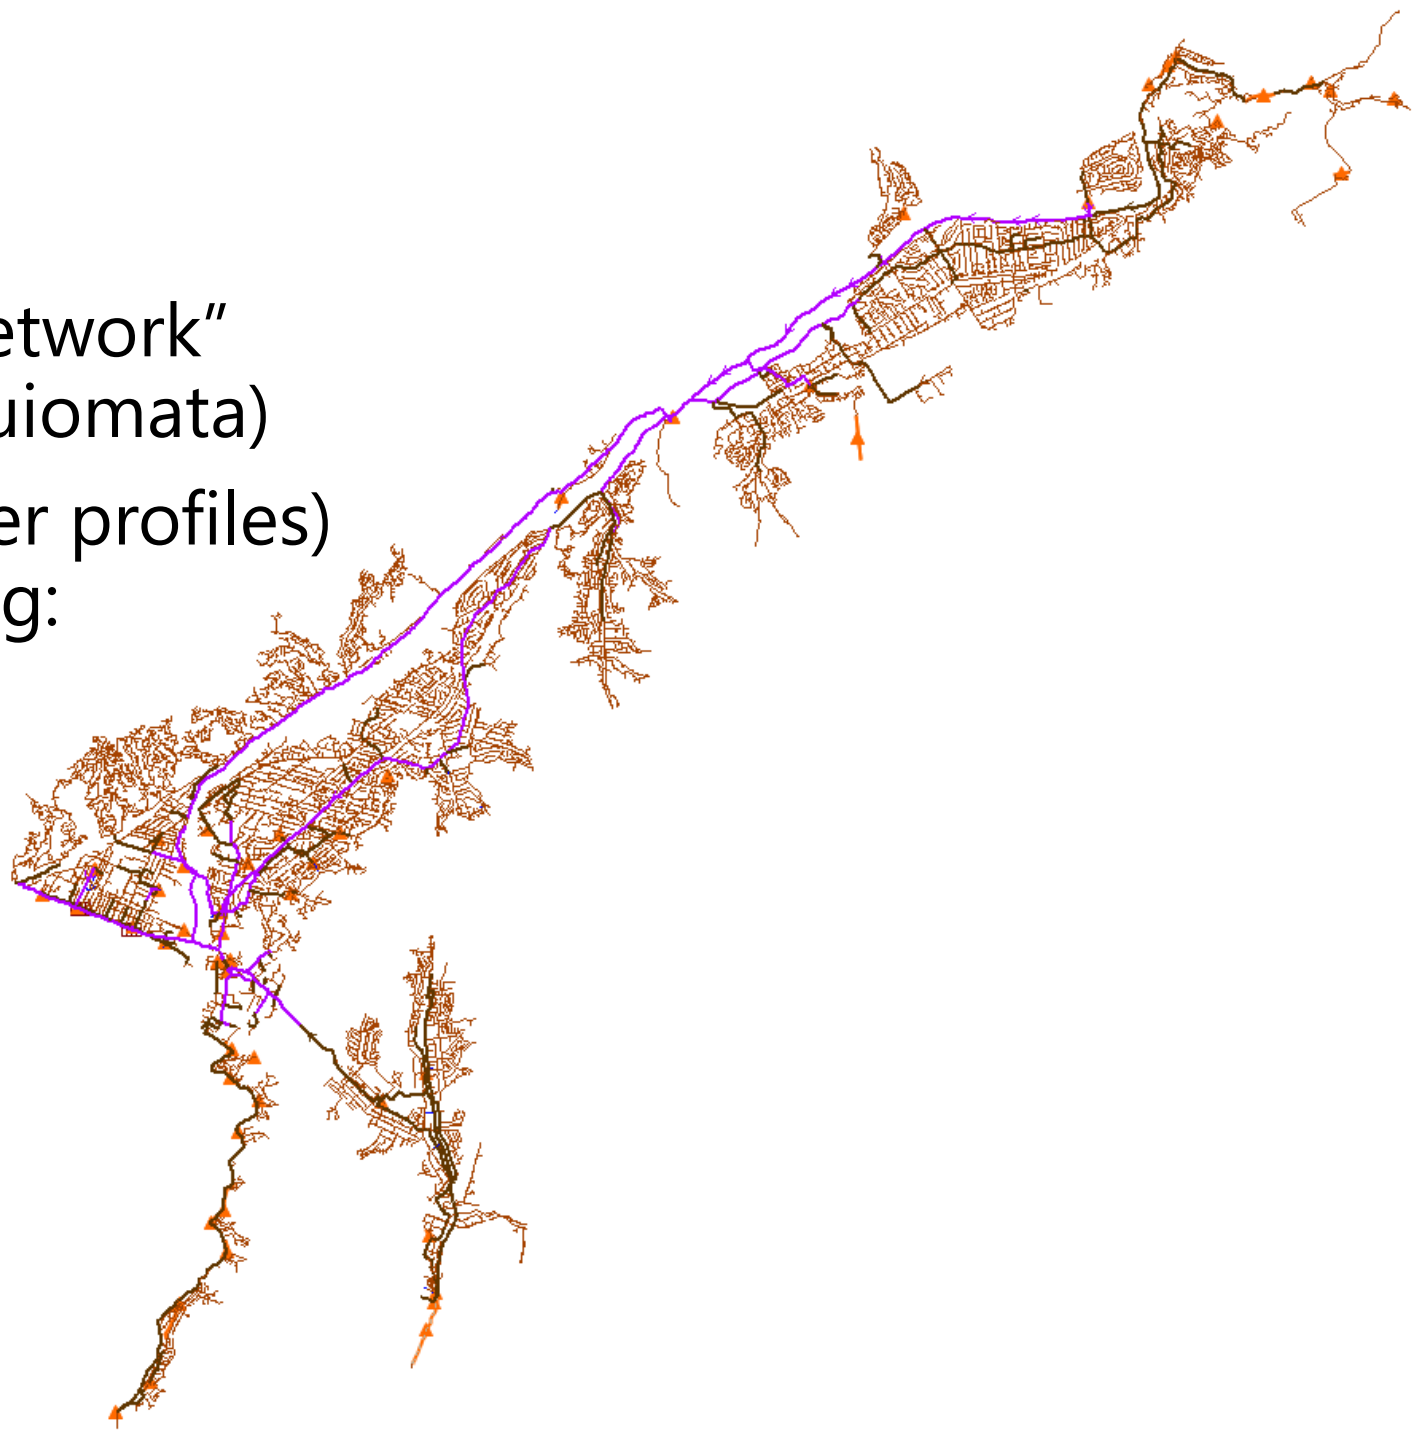 etwork”
uiomata)
er profiles)
g: